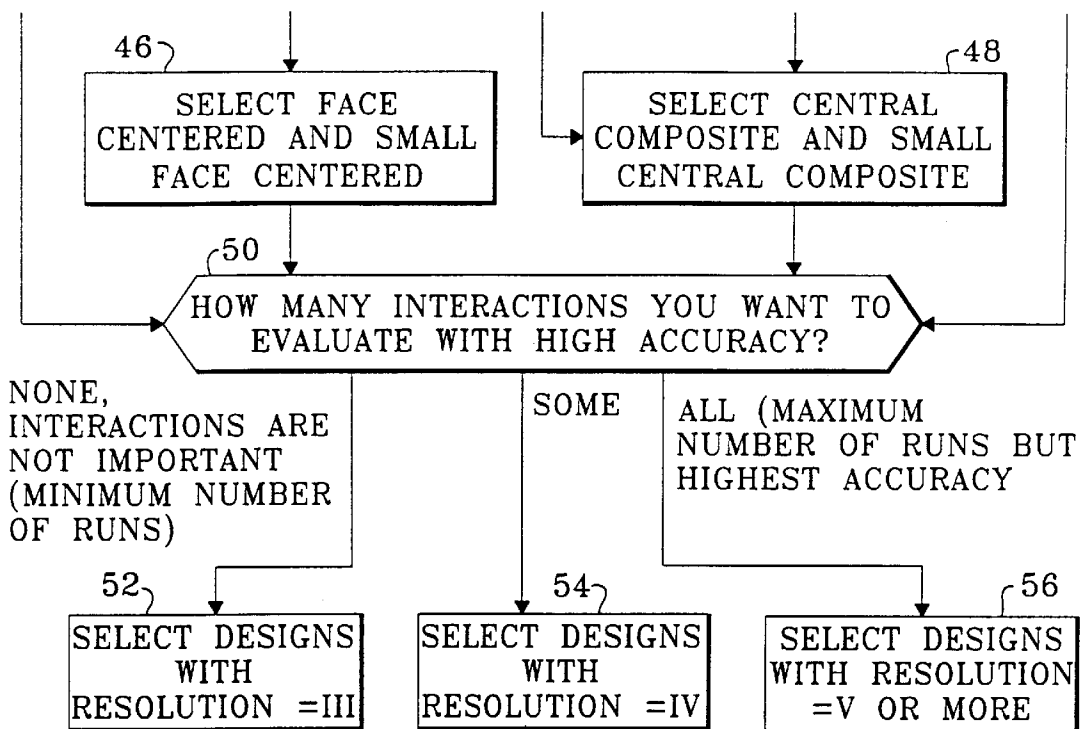 46
SELECT FACE
CENTERED AND SMALL
FACE CENTERED
48
SELECT CENTRAL
COMPOSITE AND SMALL
CENTRAL COMPOSITE
50
HOW MANY INTERACTIONS YOU WANT TO
EVALUATE WITH HIGH ACCURACY?
NONE,
INTERACTIONS ARE
NOT IMPORTANT
(MINIMUM NUMBER
OF RUNS)
SOME
ALL (MAXIMUM
NUMBER OF RUNS BUT
HIGHEST ACCURACY
52
SELECT DESIGNS
WITH
RESOLUTION =III
54
SELECT DESIGNS
WITH
RESOLUTION =IV
56
SELECT DESIGNS
WITH RESOLUTION
=V OR MORE